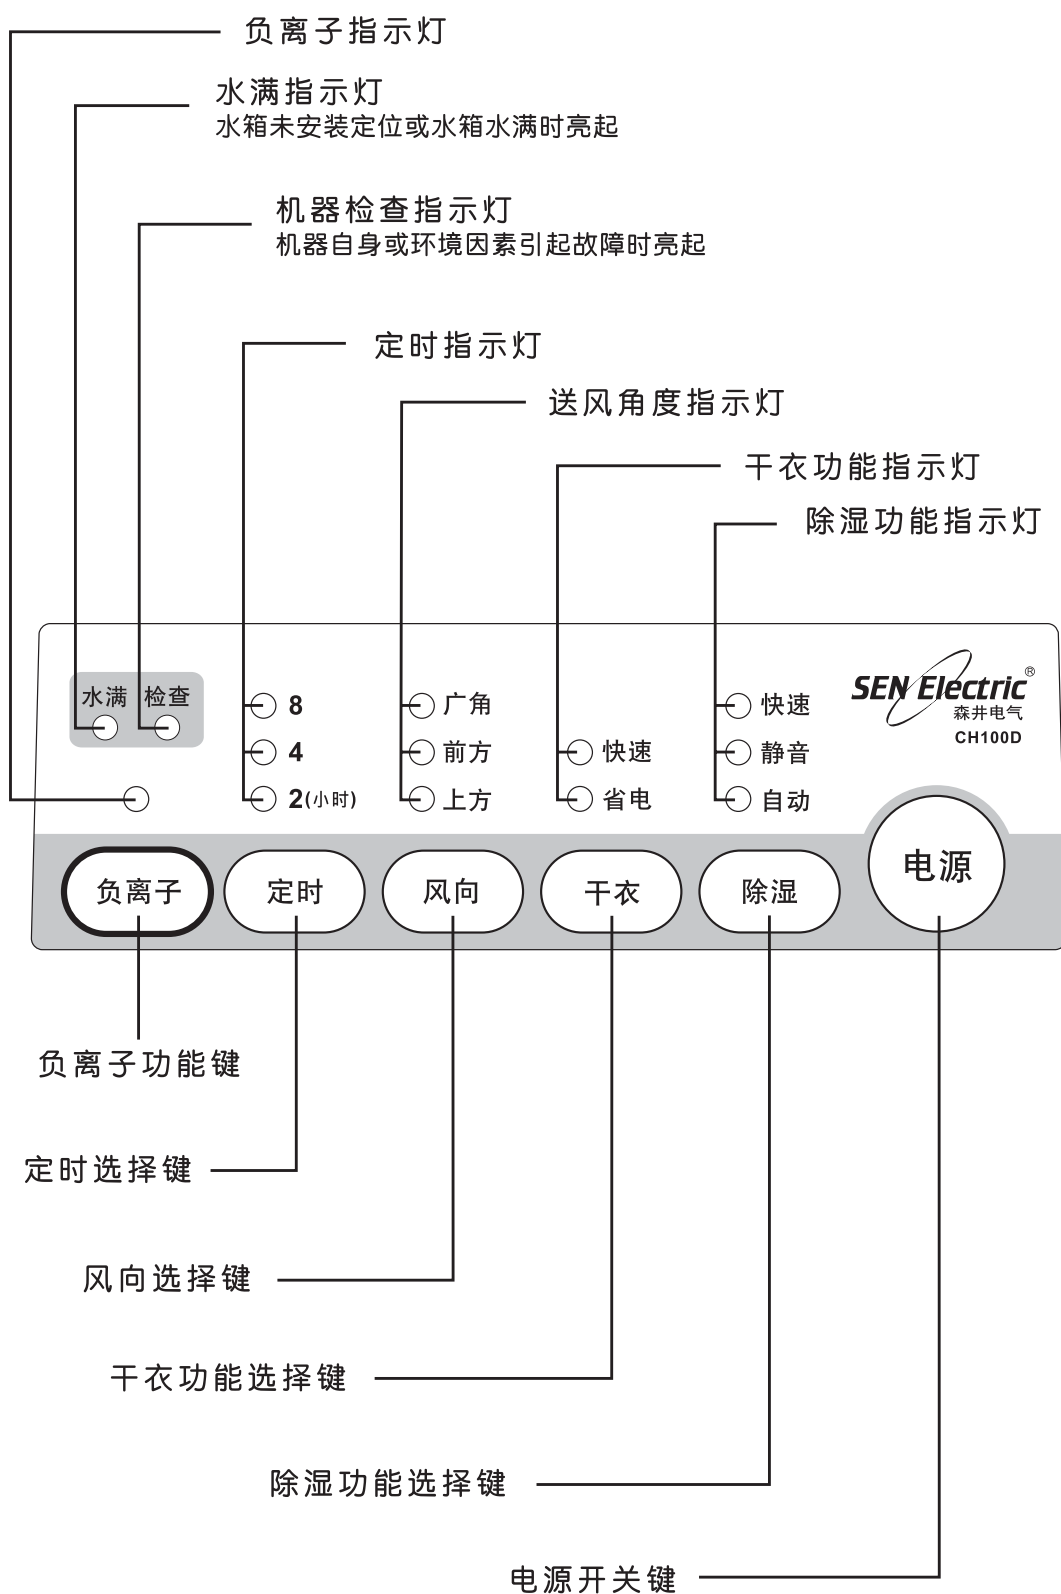 负离子指示灯
水满指示灯
水箱未安装定位或水箱水满时亮起
机器检查指示灯
机器自身或环境因素引起故障时亮起
定时指示灯
送风角度指示灯
干衣功能指示灯
除湿功能指示灯
水满 检查
8
4
2(小时)
广角
前方
上方
快速
省电
快速
静音
自动
SEN Electric®
森井电气
CH100D
负离子
定时
风向
干衣
除湿
电源
负离子功能键
定时选择键
风向选择键
干衣功能选择键
除湿功能选择键
电源开关键